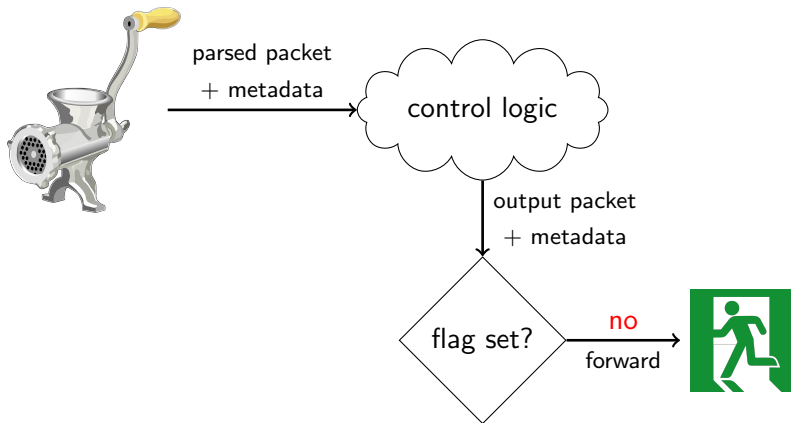 parsed packet
+ metadata
control logic
output packet
+ metadata
flag set?
no
forward